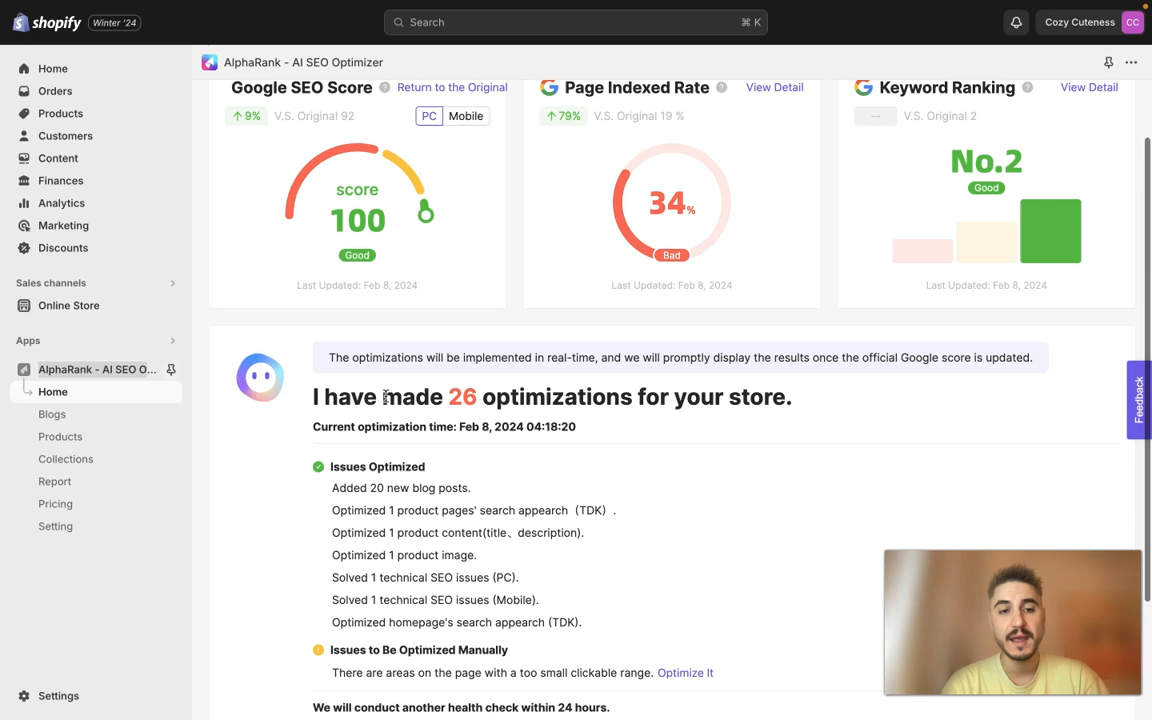 shopify Winter '24 Search ⌘ K Cozy Cuteness CC
AlphaRank - AI SEO Optimizer
Home
Orders
Products
Customers
Content
Finances
Analytics
Marketing
Discounts
Sales channels
Online Store
Apps
AlphaRank - AI SEO O...
Home
Blogs
Products
Collections
Report
Pricing
Setting
Settings
Google SEO Score Return to the Original
↑ 9% V.S. Original 92 PC Mobile
score
100
Good
Last Updated: Feb 8, 2024
Page Indexed Rate View Detail
↑ 79% V.S. Original 19 %
34%
Bad
Last Updated: Feb 8, 2024
Keyword Ranking View Detail
-- V.S. Original 2
No.2
Good
Last Updated: Feb 8, 2024
The optimizations will be implemented in real-time, and we will promptly display the results once the official Google score is updated.
I have made 26 optimizations for your store.
Current optimization time: Feb 8, 2024 04:18:20
Issues Optimized
Added 20 new blog posts.
Optimized 1 product pages' search appearch（TDK）.
Optimized 1 product content(title、description).
Optimized 1 product image.
Solved 1 technical SEO issues (PC).
Solved 1 technical SEO issues (Mobile).
Optimized homepage's search appearch (TDK).
Issues to Be Optimized Manually
There are areas on the page with a too small clickable range. Optimize It
We will conduct another health check within 24 hours.
Feedback